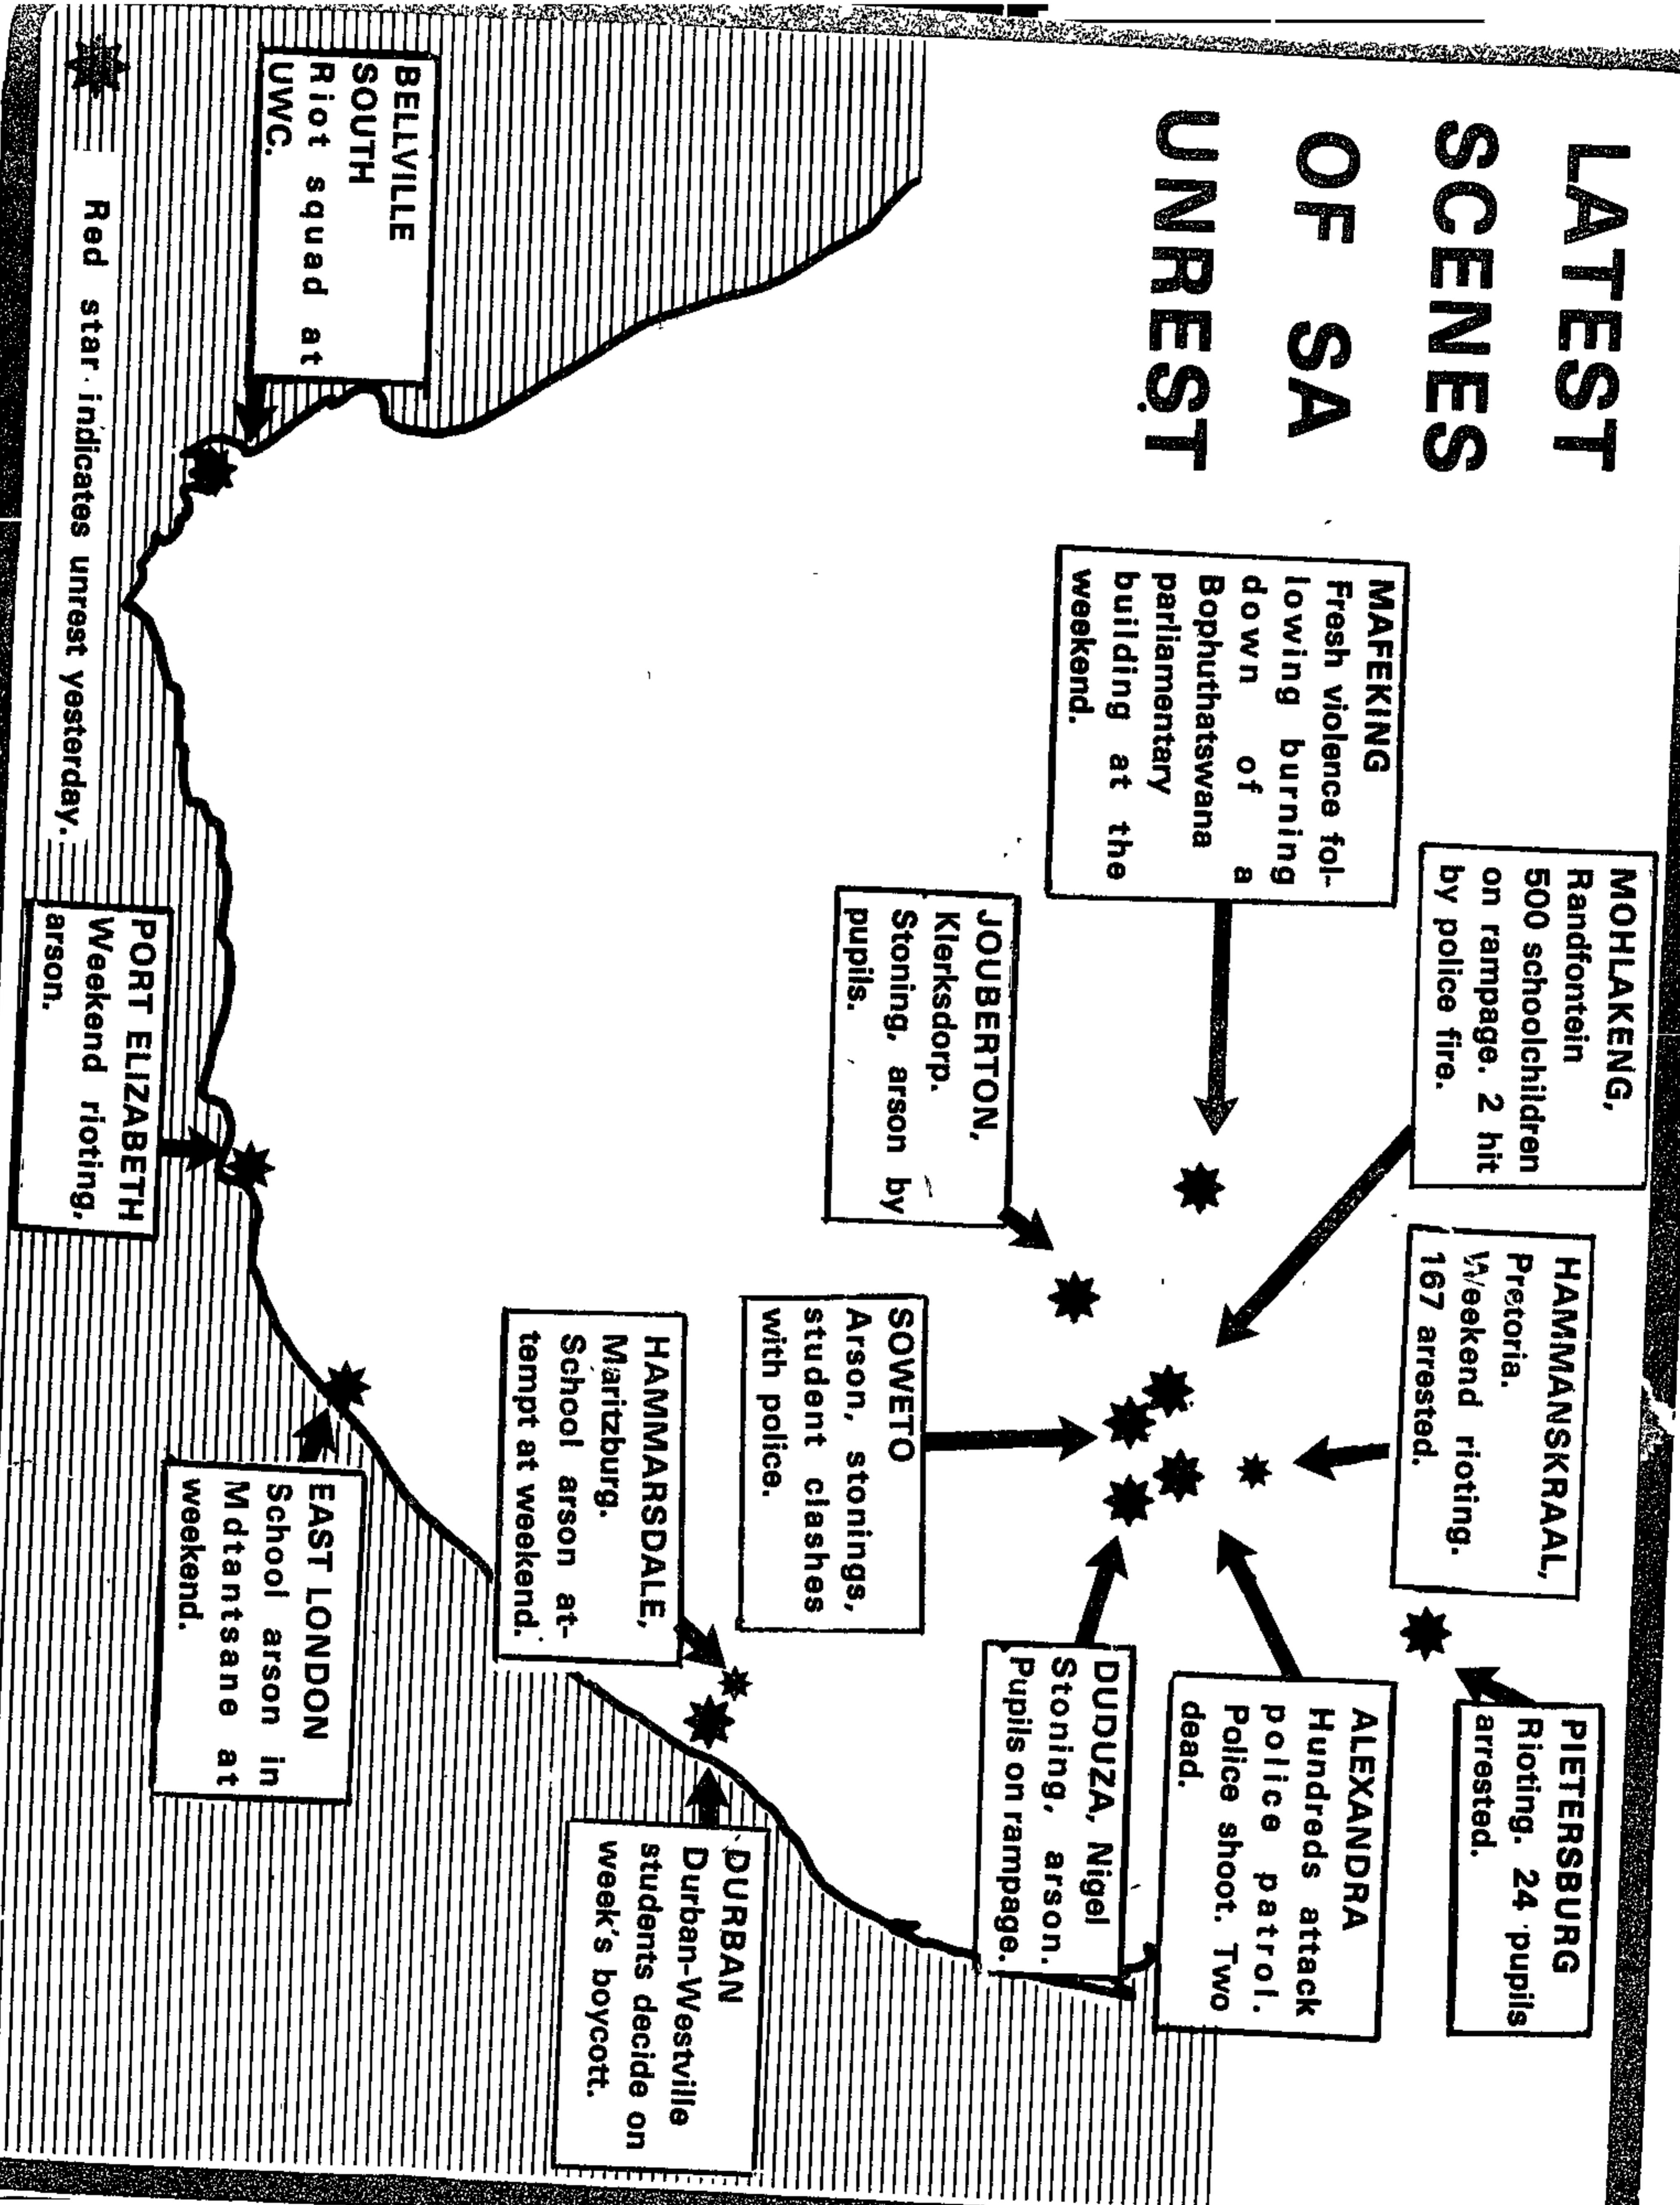 LATEST
SCENES
OF SA
UNREST
MOHLAKENG,
Randfontein
500 schoolchildren
on rampage. 2 hit
by police fire.
HAMMANSKRAAL,
Pretoria.
Weekend rioting.
167 arrested.
PIETERSBURG
Rioting. 24 pupils
arrested.
MAFEKING
Fresh violence fol-
lowing burning
down of a
Bophuthatswana
parliamentary
building at the
weekend.
ALEXANDRA
Hundreds attack
police patrol.
Police shoot. Two
dead.
JOUBERTON,
Klerksdorp.
Stoning, arson by
pupils.
DUDUZA, Nigel
Stoning, arson.
Pupils on rampage.
SOWETO
Arson, stonings,
student clashes
with police.
HAMMARSDALE,
Maritzburg.
School arson at-
tempt at weekend.
DURBAN
Durban-Westville
students decide on
week's boycott.
BELLVILLE
SOUTH
Riot squad at
UWC.
EAST LONDON
School arson in
Mdantsane at
weekend.
PORT ELIZABETH
Weekend rioting,
arson.
Red star indicates unrest yesterday.